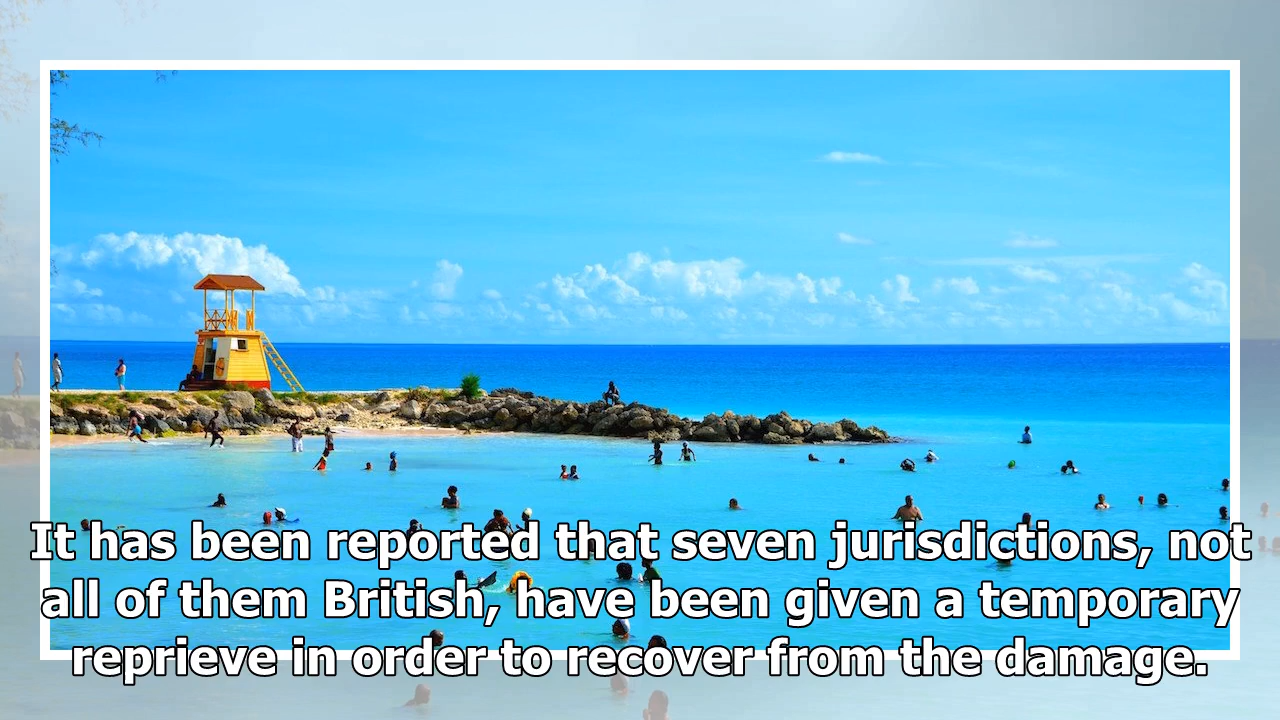 It has been reported that seven jurisdictions, not
all of them British, have been given a temporary
reprieve in order to recover from the damage.